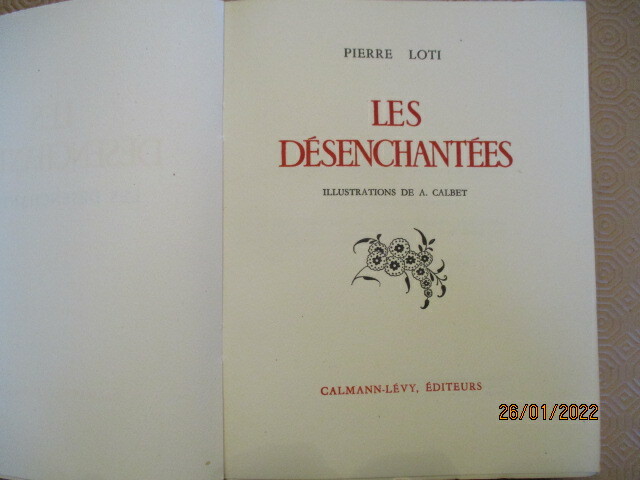 PIERRE LOTI
LES
DÉSENCHANTÉES
ILLUSTRATIONS DE A. CALBET
CALMANN-LÉVY, ÉDITEURS
26/01/2022